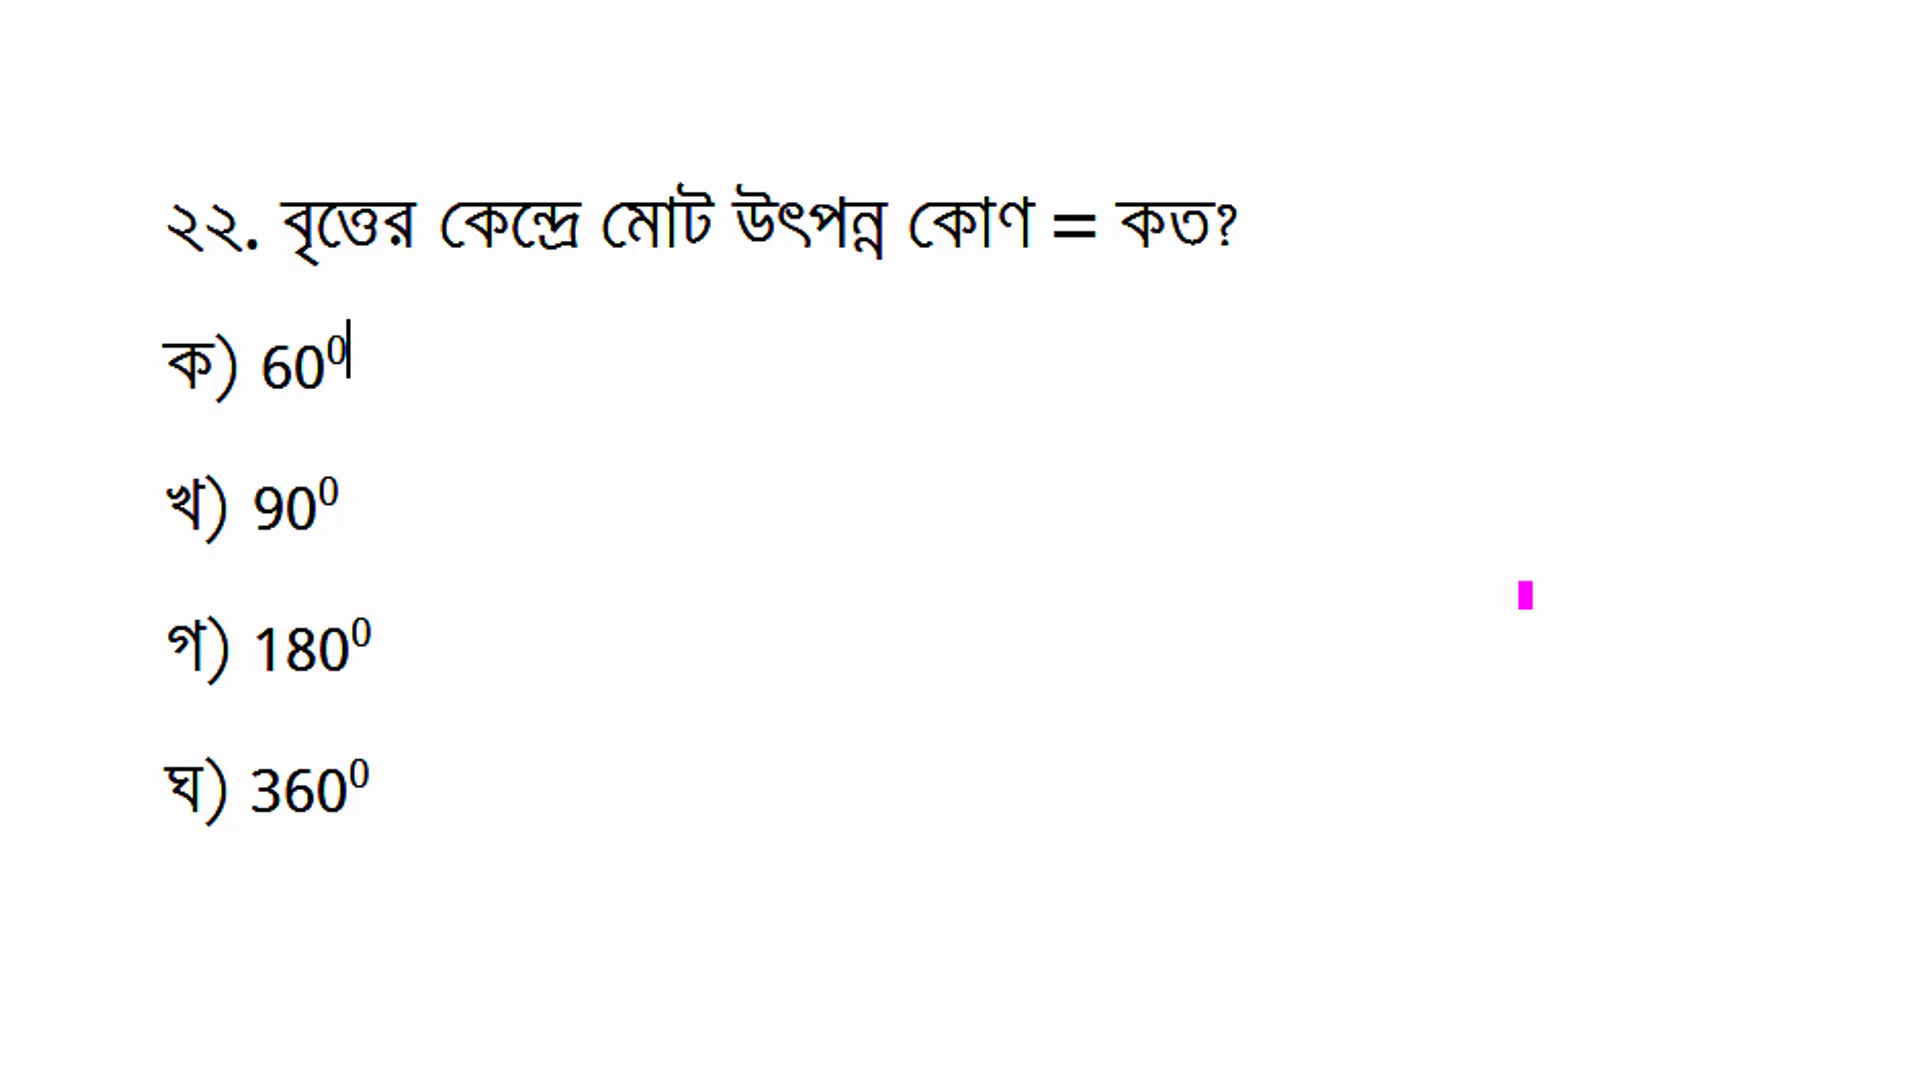 ২২. বৃত্তের কেন্দ্রে মোট উৎপন্ন কোণ = কত?
ক) 60⁰
খ) 90⁰
গ) 180⁰
ঘ) 360⁰